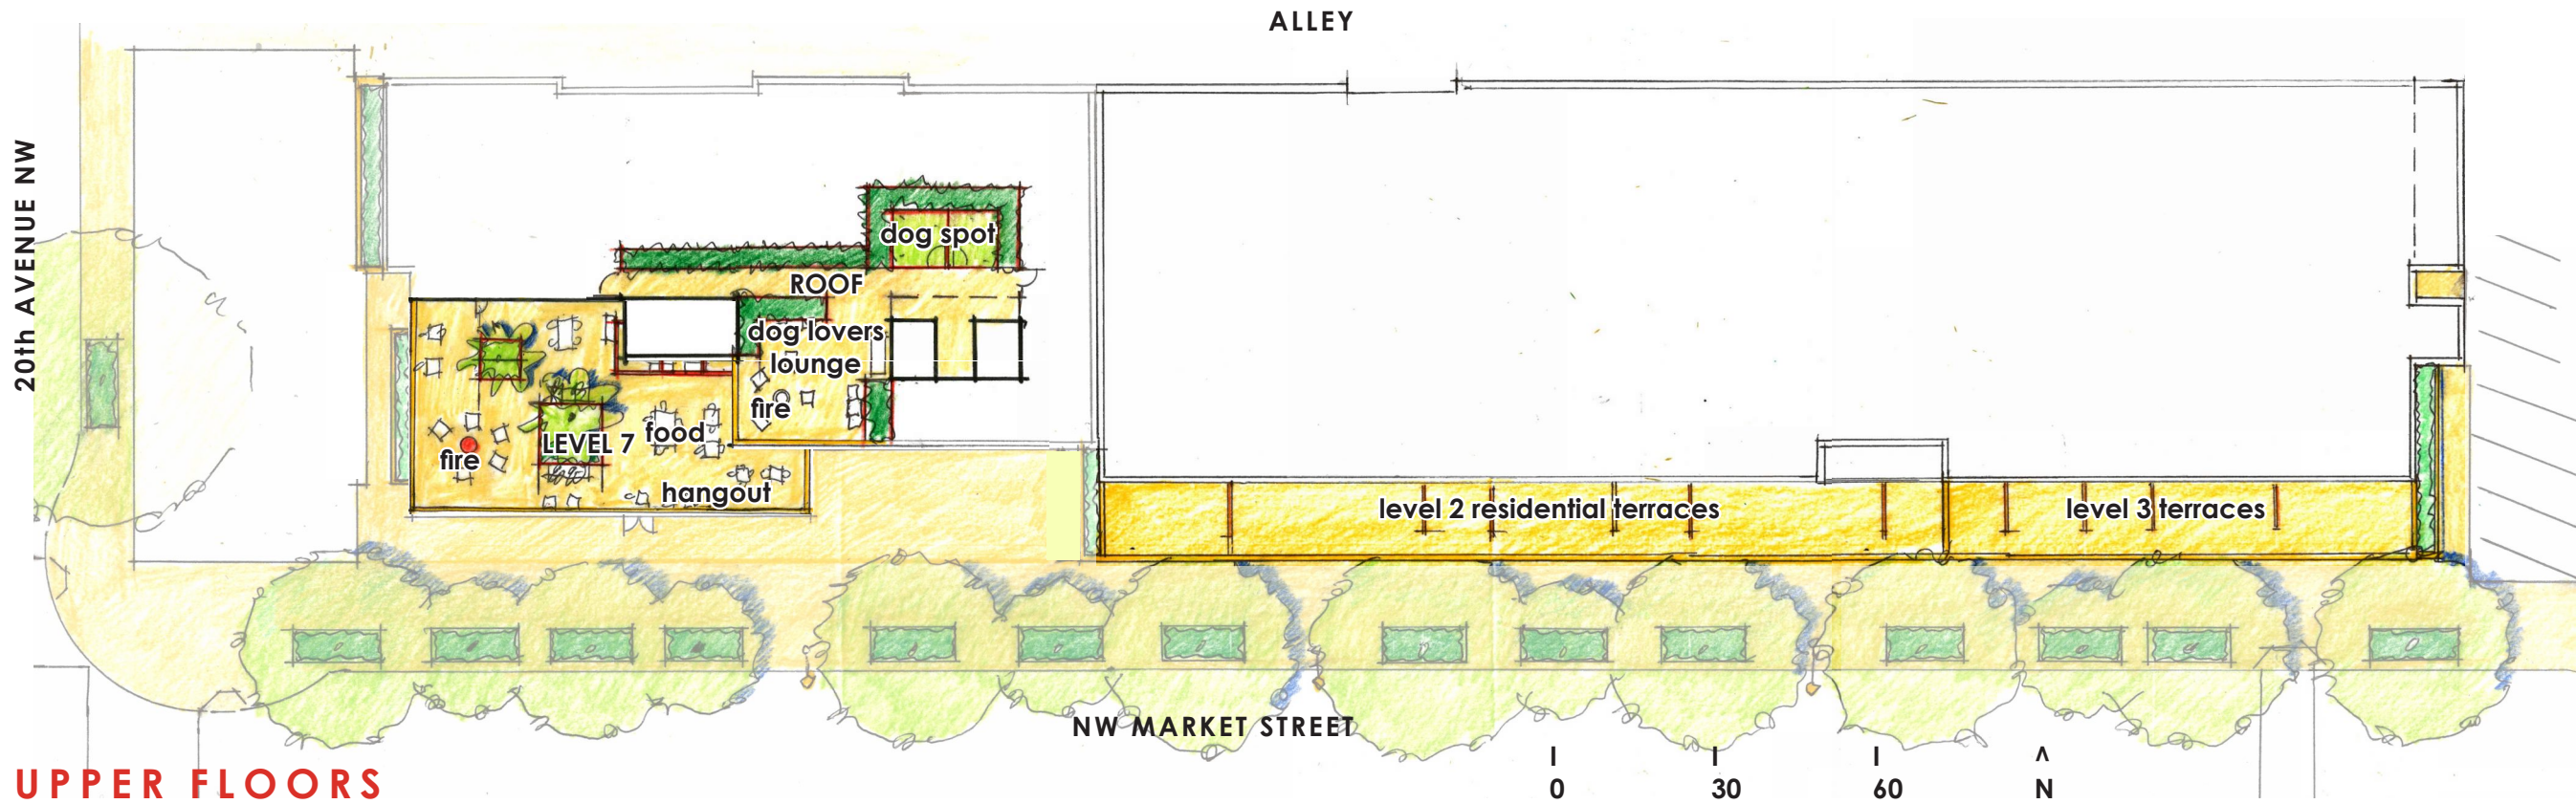 ALLEY
20th AVENUE NW
dog spot
ROOF
dog lovers
lounge
fire
LEVEL 7
food
fire
hangout
level 2 residential terraces
level 3 terraces
NW MARKET STREET
UPPER FLOORS
0
30
60
^
N